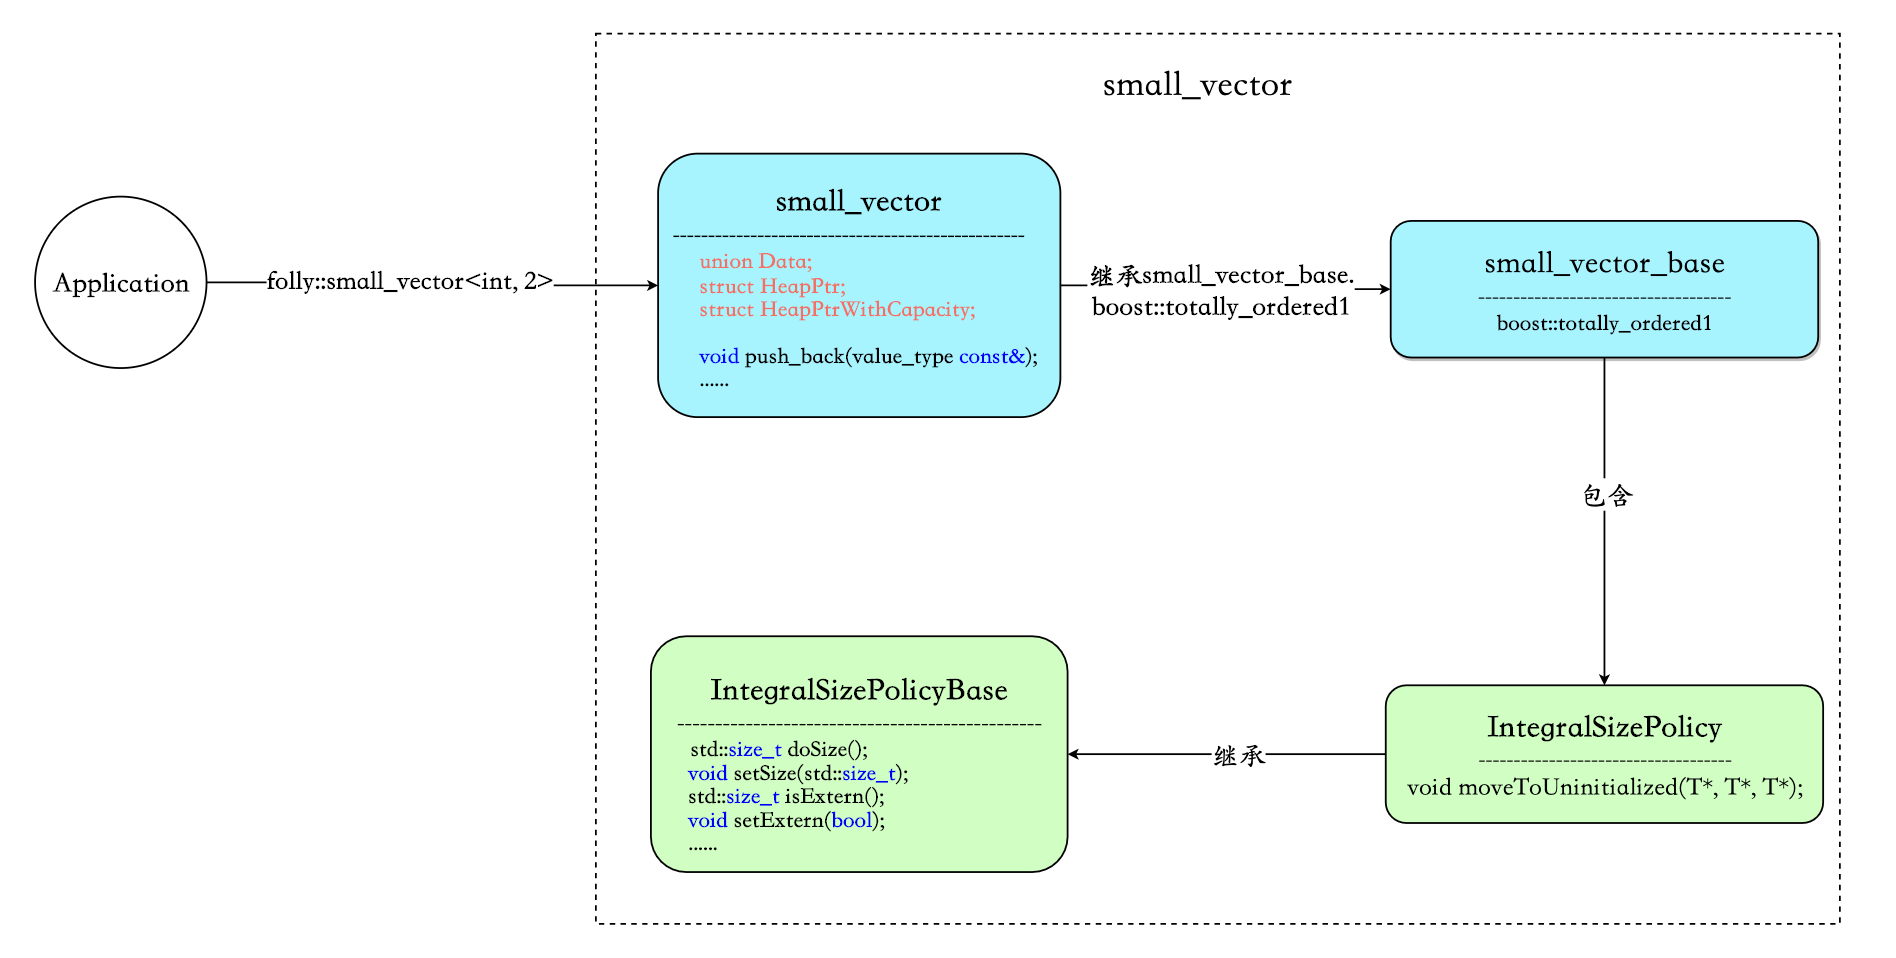 small_vector
Application
folly::small_vector<int, 2>
small_vector
--------------------------------------------------
union Data;
struct HeapPtr;
struct HeapPtrWithCapacity;
void push_back(value_type const&);
......
继承small_vector_base.
boost::totally_ordered1
small_vector_base
------------------------------------
boost::totally_ordered1
包含
IntegralSizePolicy
------------------------------------
void moveToUninitialized(T*, T*, T*);
继承
IntegralSizePolicyBase
------------------------------------------------
std::size_t doSize();
void setSize(std::size_t);
std::size_t isExtern();
void setExtern(bool);
......